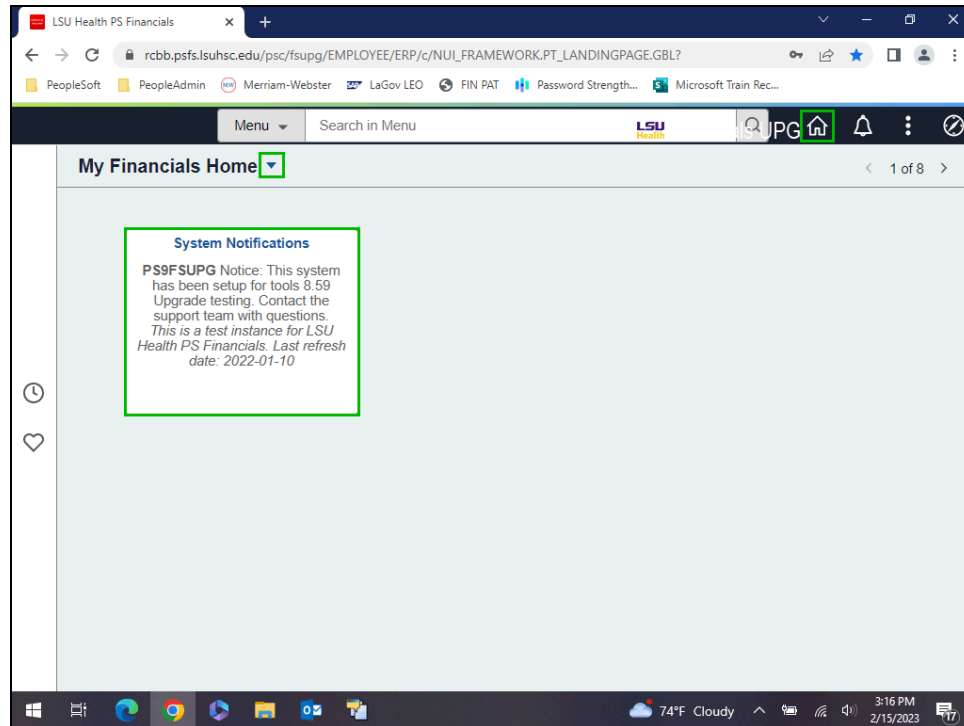 LSU Health PS Financials
rcbb.psfs.lsuhsc.edu/psc/fsupg/EMPLOYEE/ERP/c/NUI_FRAMEWORK.PT_LANDINGPAGE.GBL?
PeopleSoft PeopleAdmin MW Merriam-Webster SAP LaGov LEO FIN PAT Password Strength... S Microsoft Train Rec...
Menu Search in Menu LSU Health UPG
My Financials Home 1 of 8
System Notifications
PS9FSUPG Notice: This system
has been setup for tools 8.59
Upgrade testing. Contact the
support team with questions.
This is a test instance for LSU
Health PS Financials. Last refresh
date: 2022-01-10
74°F Cloudy 3:16 PM
2/15/2023 17